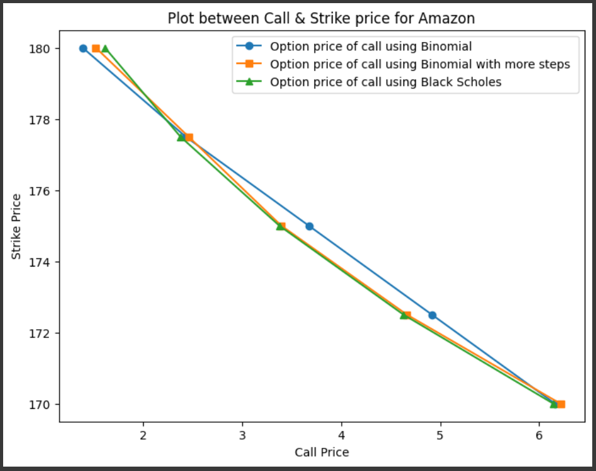 Plot between Call & Strike price for Amazon
Option price of call using Binomial
Option price of call using Binomial with more steps
Option price of call using Black Scholes
180
178
176
174
172
170
Strike Price
2 3 4 5 6
Call Price